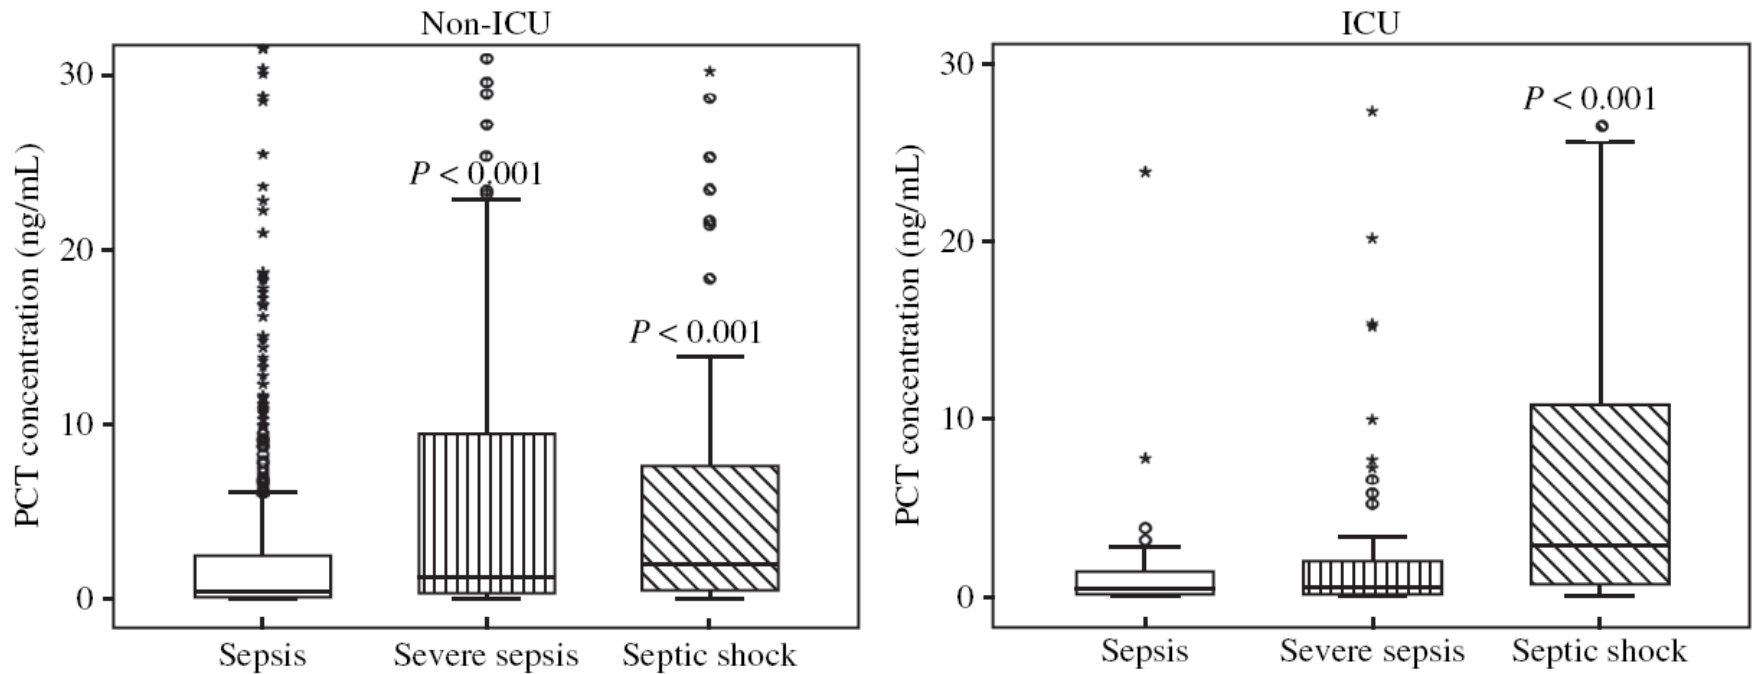 Non-ICU
PCT concentration (ng/mL)
30
20
10
0
P < 0.001
P < 0.001
Sepsis
Severe sepsis
Septic shock
ICU
PCT concentration (ng/mL)
30
20
10
0
P < 0.001
Sepsis
Severe sepsis
Septic shock